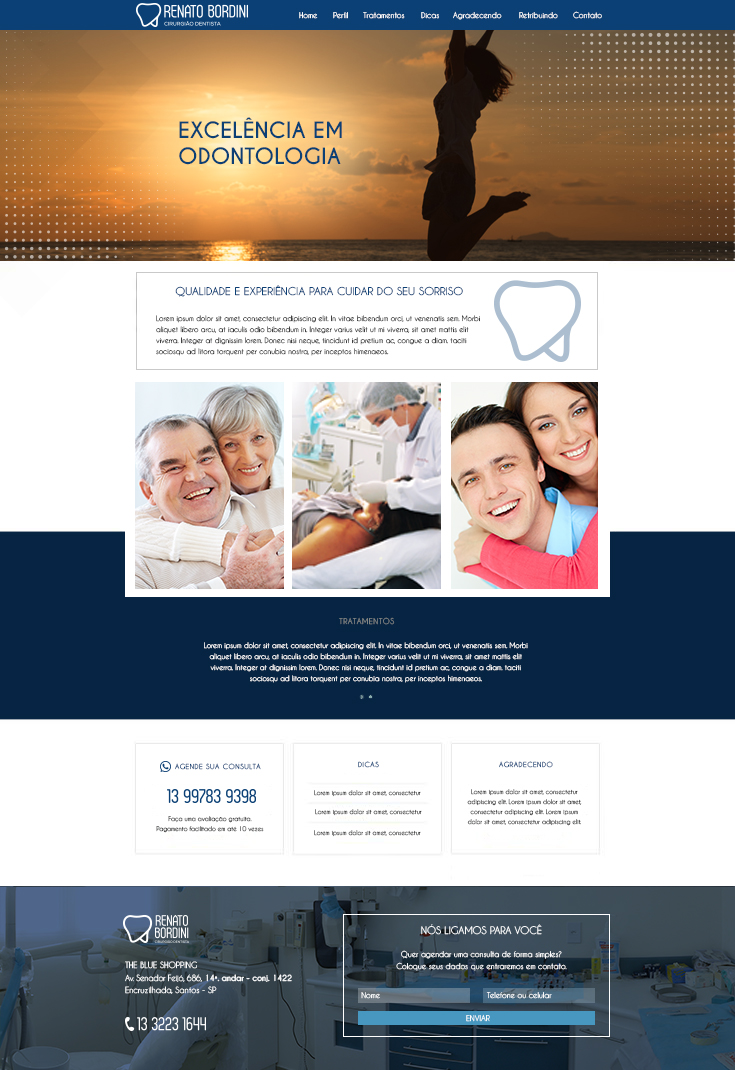 RENATO BORDINI
CIRURGIÃO DENTISTA
Home Perfil Tratamentos Dicas Agradecendo Retribuindo Contato
EXCELÊNCIA EM
ODONTOLOGIA
QUALIDADE E EXPERIÊNCIA PARA CUIDAR DO SEU SORRISO
Lorem ipsum dolor sit amet, consectetur adipiscing elit. In vitae bibendum orci, ut venenatis sem. Morbi
aliquet libero arcu, at iaculis odio bibendum in. Integer varius velit ut mi viverra, sit amet mattis elit
viverra. Integer at dignissim lorem. Donec nisi neque, tincidunt id pretium ac, congue a diam. taciti
sociosqu ad litora torquent per conubia nostra, per inceptos himenaeos.
TRATAMENTOS
Lorem ipsum dolor sit amet, consectetur adipiscing elit. In vitae bibendum orci, ut venenatis sem. Morbi
aliquet libero arcu, at iaculis odio bibendum in. Integer varius velit ut mi viverra, sit amet mattis elit
viverra. Integer at dignissim lorem. Donec nisi neque, tincidunt id pretium ac, congue a diam. taciti
sociosqu ad litora torquent per conubia nostra, per inceptos himenaeos.
AGENDE SUA CONSULTA
13 99783 9398
Faça uma avaliação gratuita.
Pagamento facilitado em até 10 vezes
DICAS
Lorem ipsum dolor sit amet, consectetur
Lorem ipsum dolor sit amet, consectetur
Lorem ipsum dolor sit amet, consectetur
AGRADECENDO
Lorem ipsum dolor sit amet, consectetur
adipiscing elit. Lorem ipsum dolor sit amet,
consectetur adipiscing elit. Lorem ipsum
dolor sit amet, consectetur adipiscing elit.
RENATO
BORDINI
CIRURGIÃO DENTISTA
THE BLUE SHOPPING
Av. Senador Feijó, 686, 14º. andar - conj. 1422
Encruzilhada, Santos - SP
13 3223 1644
NÓS LIGAMOS PARA VOCÊ
Quer agendar uma consulta de forma simples?
Coloque seus dados que entraremos em contato.
Nome
Telefone ou celular
ENVIAR